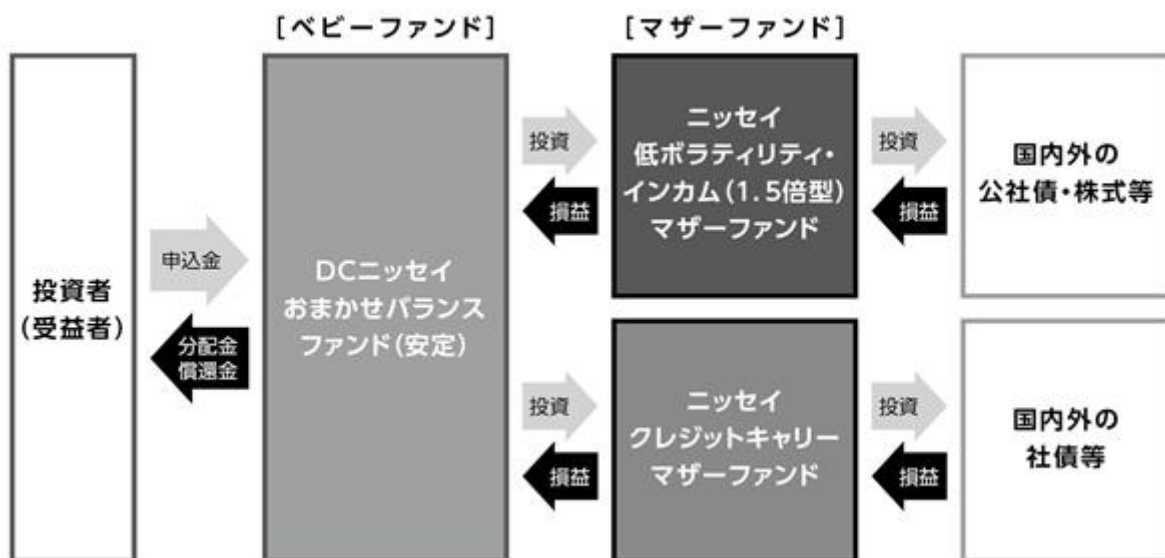 [ベビーファンド]
[マザーファンド]
投資者
(受益者)
申込金
分配金
償還金
DCニッセイ
おまかせバランス
ファンド(安定)
投資
損益
ニッセイ
低ボラティリティ・
インカム(1.5倍型)
マザーファンド
投資
損益
国内外の
公社債・株式等
投資
損益
ニッセイ
クレジットキャリー
マザーファンド
投資
損益
国内外の
社債等